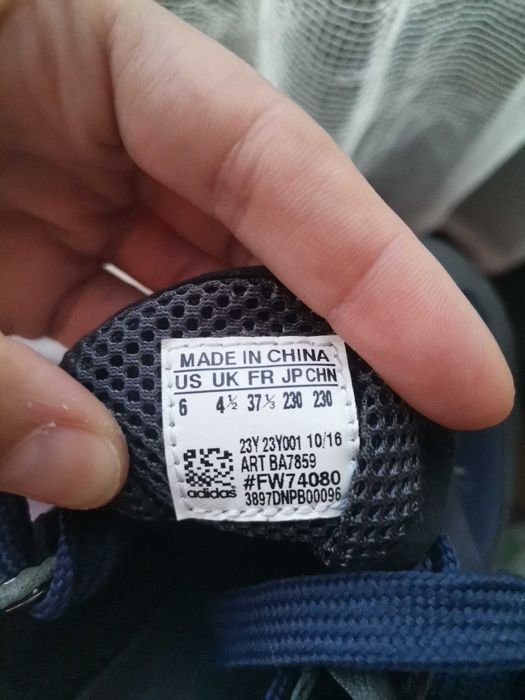 MADE IN CHINA
US UK FR JP CHN
6 4½ 37⅓ 230 230
23Y 23Y001 10/16
ART BA7859
#FW74080
adidas 3897DNPB00096